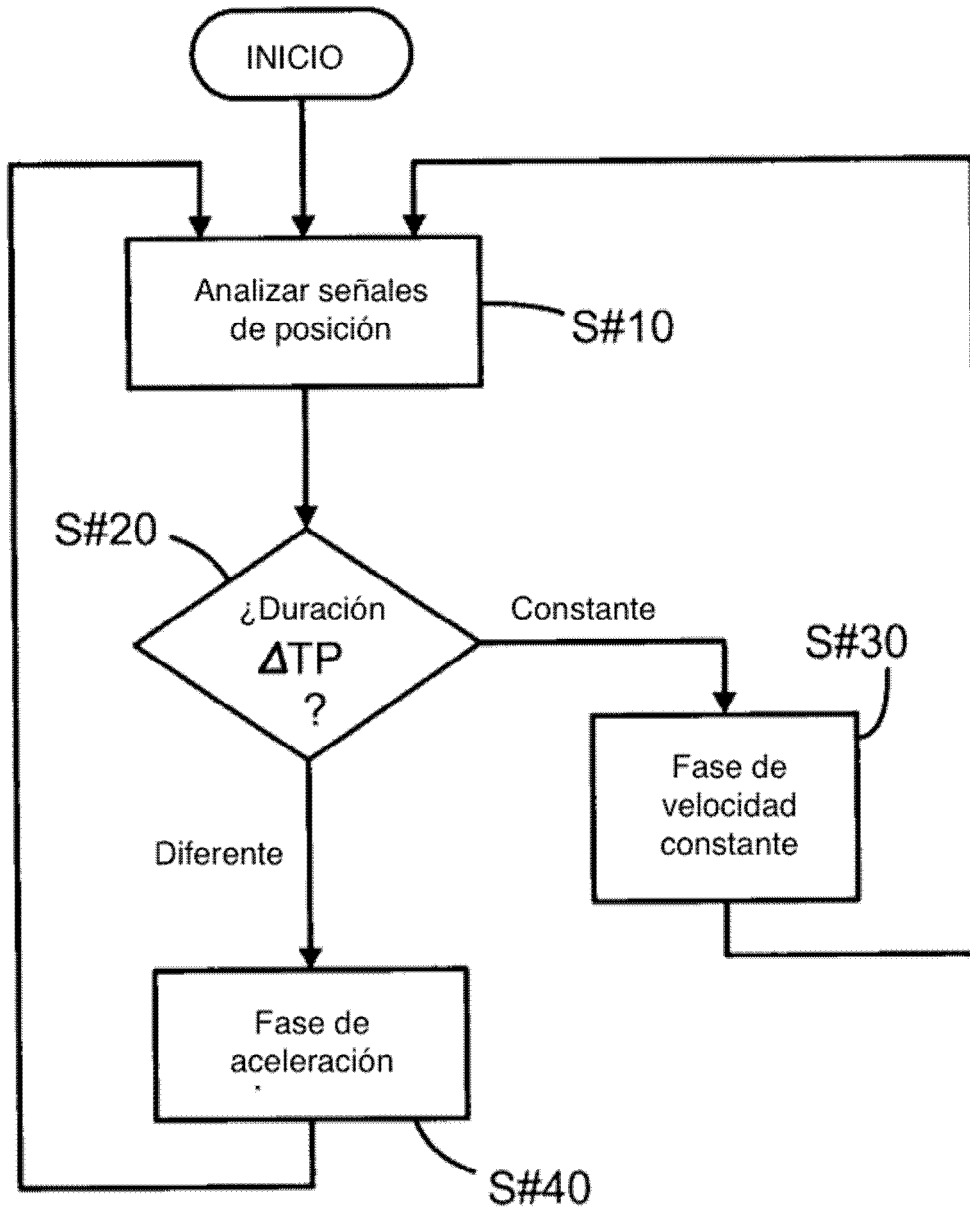 INICIO
Analizar señales
de posición
S#10
S#20
¿Duración
ΔTP
?
Constante
S#30
Fase de
velocidad
constante
Diferente
Fase de
aceleración
S#40